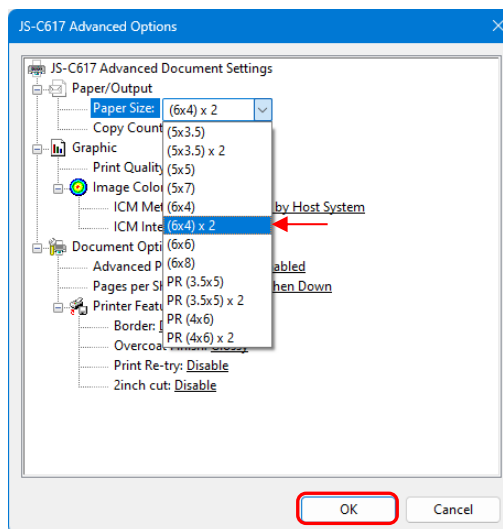 JS-C617 Advanced Options
JS-C617 Advanced Document Settings
Paper/Output
Paper Size: (6x4) x 2
Copy Count
(5x3.5)
(5x3.5) x 2
(5x5)
(5x7)
(6x4)
(6x4) x 2
(6x6)
(6x8)
PR (3.5x5)
PR (3.5x5) x 2
PR (4x6)
PR (4x6) x 2
Graphic
Print Quality
Image Color
ICM Met by Host System
ICM Inte
Document Opti
Advanced P abled
Pages per Sh hen Down
Printer Featu
Border:
Overcoat Finish: Glossy
Print Re-try: Disable
2inch cut: Disable
OK Cancel